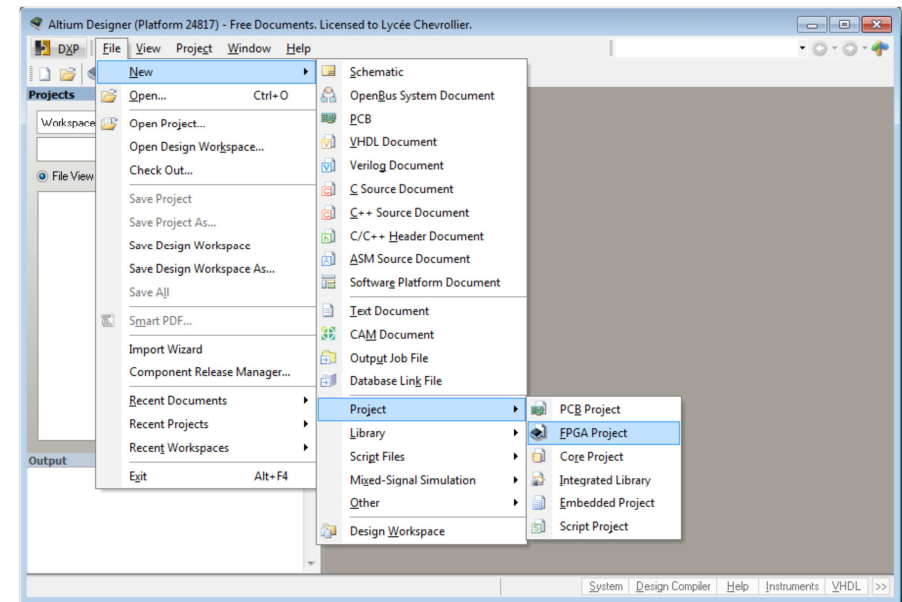 Altium Designer (Platform 24817) - Free Documents. Licensed to Lycée Chevrollier.
DXP File View Project Window Help
Projects
Workspace
File View
Output
New
Open... Ctrl+O
Open Project...
Open Design Workspace...
Check Out...
Save Project
Save Project As...
Save Design Workspace
Save Design Workspace As...
Save All
Smart PDF...
Import Wizard
Component Release Manager...
Recent Documents
Recent Projects
Recent Workspaces
Exit Alt+F4
Schematic
OpenBus System Document
PCB
VHDL Document
Verilog Document
C Source Document
C++ Source Document
C/C++ Header Document
ASM Source Document
Software Platform Document
Text Document
CAM Document
Output Job File
Database Link File
Project
Library
Script Files
Mixed-Signal Simulation
Other
Design Workspace
PCB Project
FPGA Project
Core Project
Integrated Library
Embedded Project
Script Project
System Design Compiler Help Instruments VHDL >>